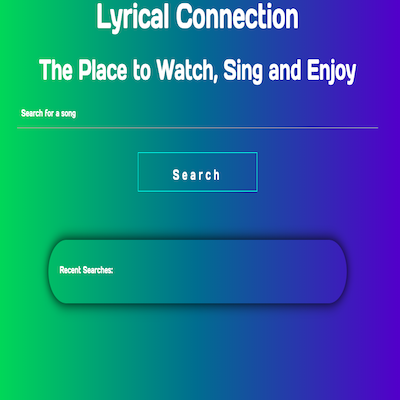 Lyrical Connection
The Place to Watch, Sing and Enjoy
Search for a song
Search
Recent Searches: